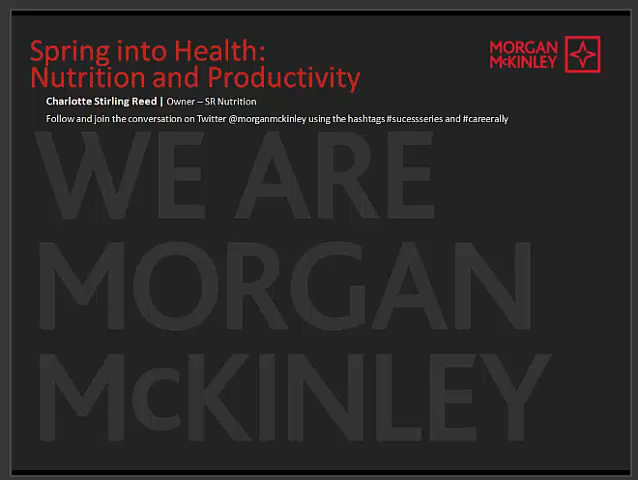 Spring into Health:
Nutrition and Productivity
MORGAN
McKINLEY
Charlotte Stirling Reed | Owner – SR Nutrition
Follow and join the conversation on Twitter @morganmckinley using the hashtags #sucessseries and #careerally
WE ARE
MORGAN
McKINLEY